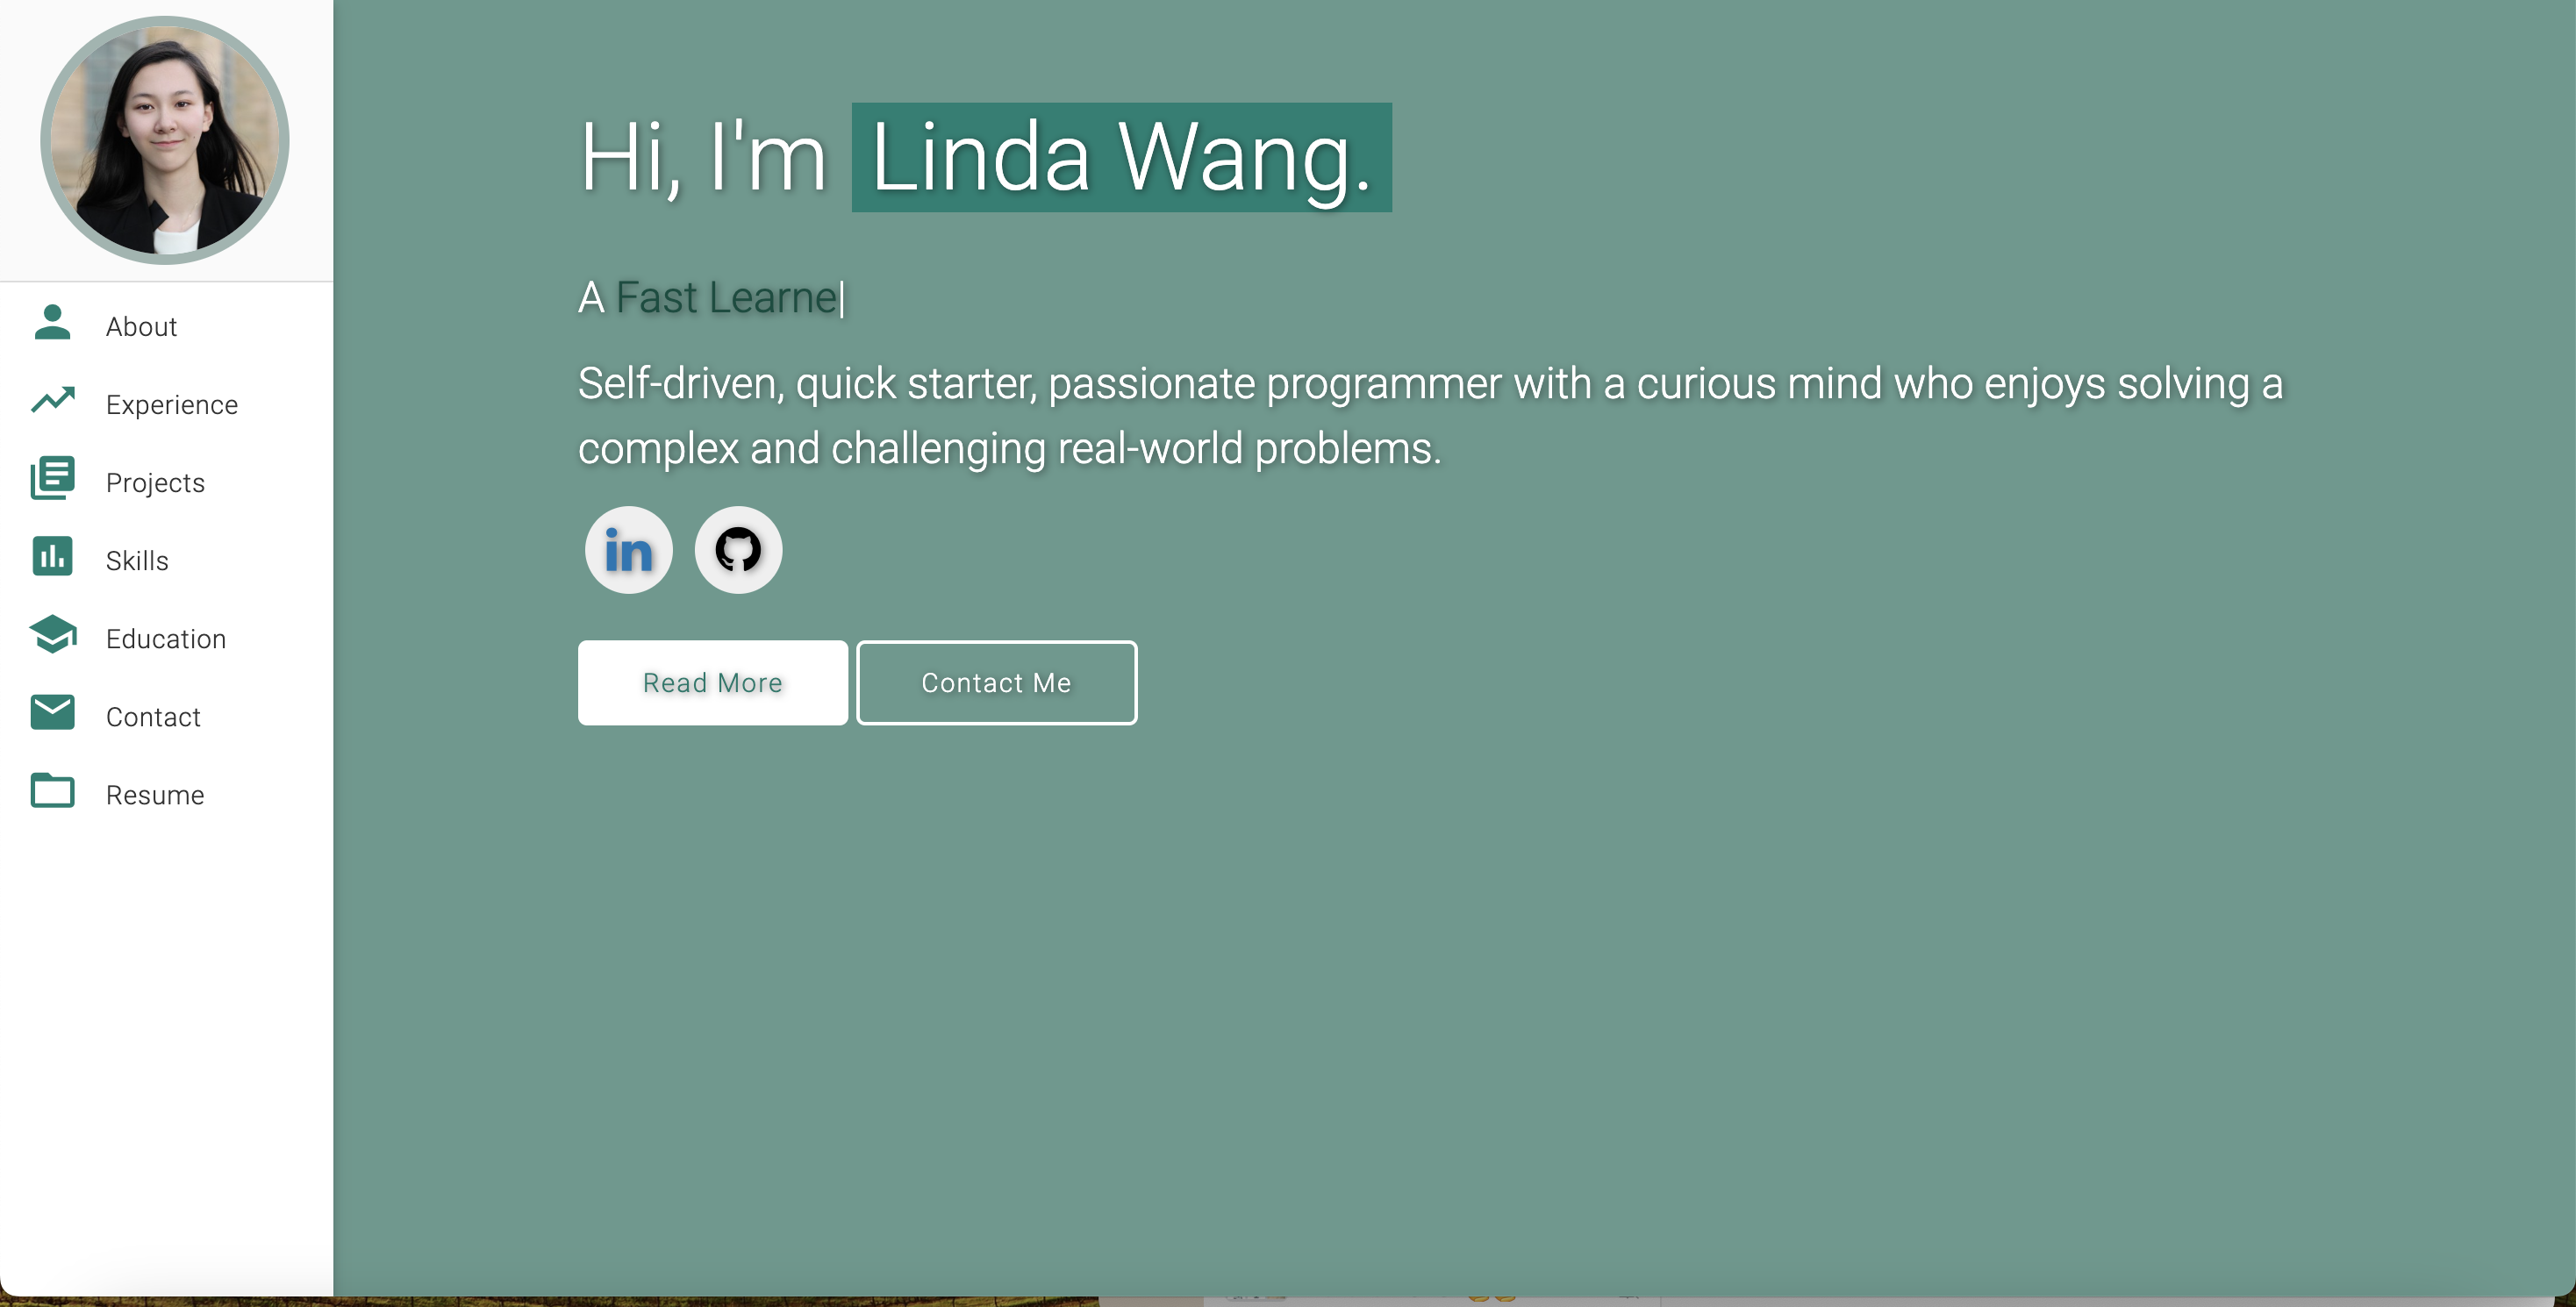 About
Experience
Projects
Skills
Education
Contact
Resume
Hi, I'm Linda Wang.
A Fast Learne|
Self-driven, quick starter, passionate programmer with a curious mind who enjoys solving a
complex and challenging real-world problems.
in
Read More
Contact Me